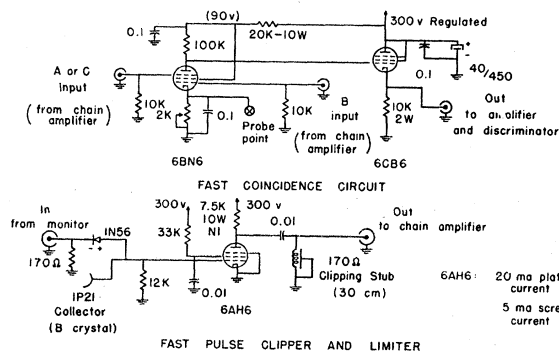 (90v)
20K-10W
300 v Regulated
0.1
100K
A or C
input
(from chain
amplifier)
10K
2K
0.1
Probe
point
10K
B
input
(from chain
amplifier)
0.1
40/450
10K
2W
Out
to amplifier
and discriminator
6BN6
6CB6
FAST COINCIDENCE CIRCUIT
In
from monitor
1N56
- +
170Ω
1P21
Collector
(B crystal)
12K
300v
33K
7.5K
10W
N1
300 v
0.01
0.01
6AH6
Out
to chain amplifier
170Ω
Clipping Stub
(30 cm)
6AH6:
20 ma
current
5 ma
current
FAST PULSE CLIPPER AND LIMITER